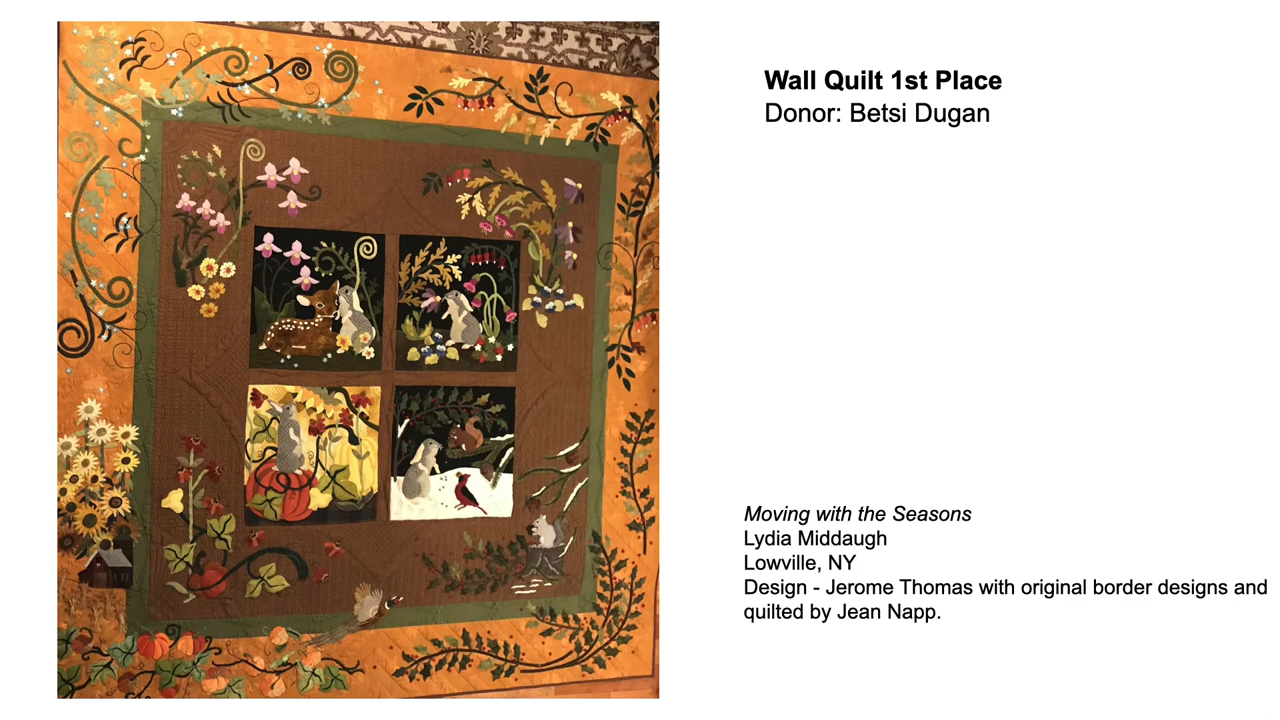 Wall Quilt 1st Place
Donor: Betsi Dugan
Moving with the Seasons
Lydia Middaugh
Lowville, NY
Design - Jerome Thomas with original border designs and
quilted by Jean Napp.